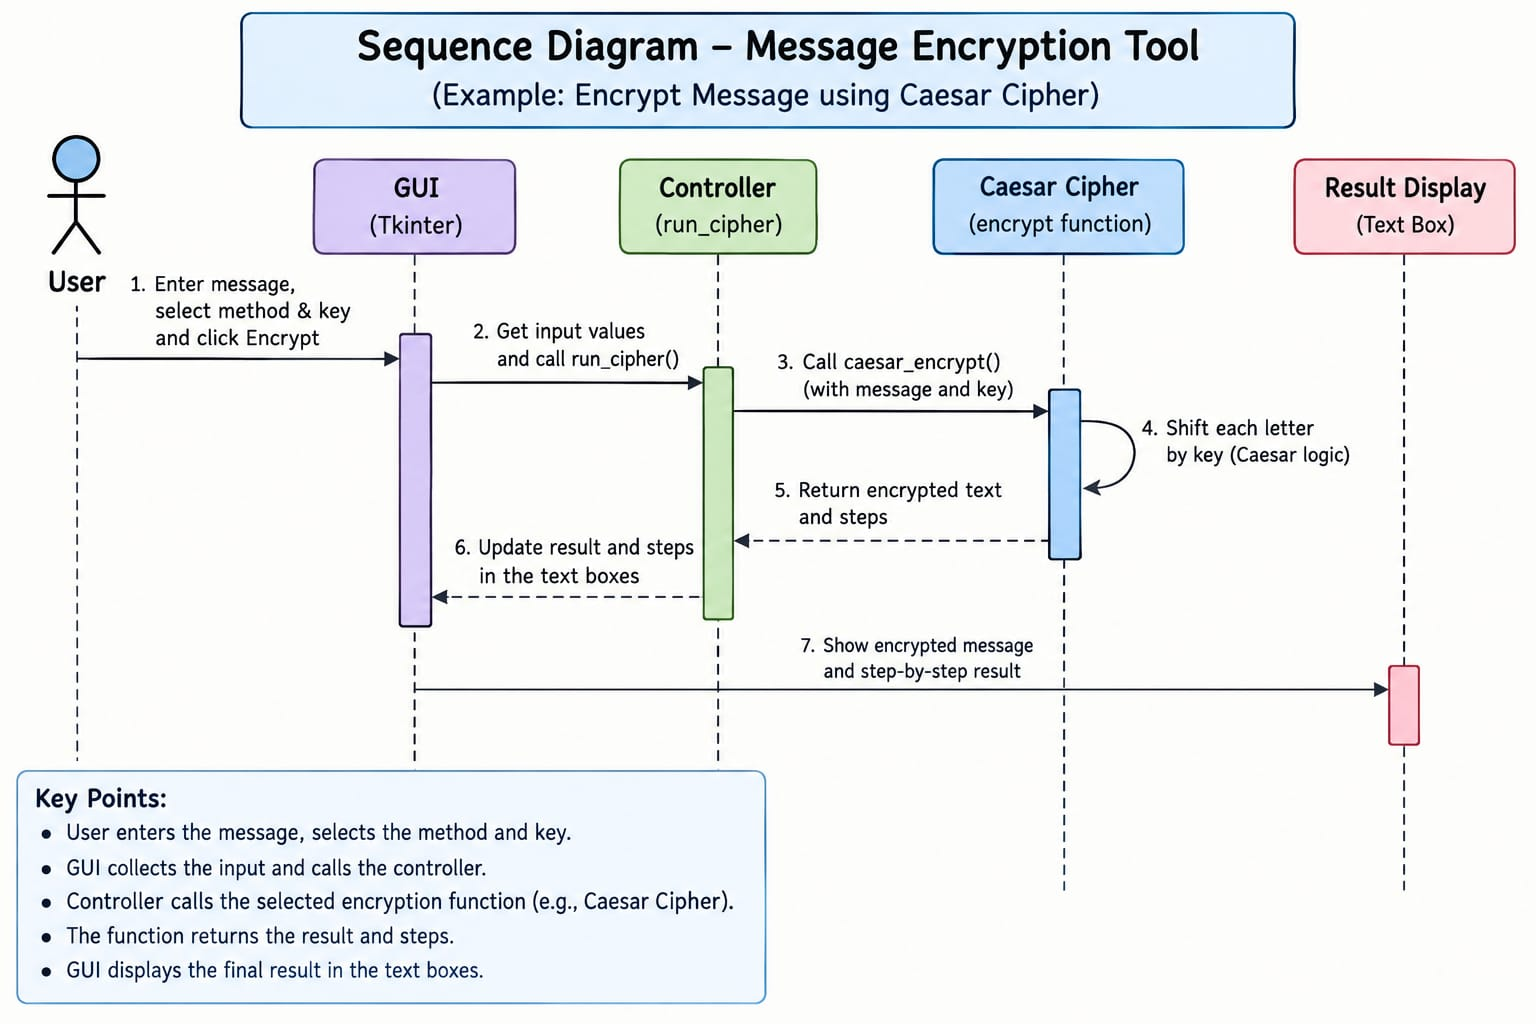 Sequence Diagram – Message Encryption Tool
(Example: Encrypt Message using Caesar Cipher)
User
GUI
(Tkinter)
Controller
(run_cipher)
Caesar Cipher
(encrypt function)
Result Display
(Text Box)
1. Enter message,
select method & key
and click Encrypt
2. Get input values
and call run_cipher()
3. Call caesar_encrypt()
(with message and key)
4. Shift each letter
by key (Caesar logic)
5. Return encrypted text
and steps
6. Update result and steps
in the text boxes
7. Show encrypted message
and step-by-step result
Key Points:
• User enters the message, selects the method and key.
• GUI collects the input and calls the controller.
• Controller calls the selected encryption function (e.g., Caesar Cipher).
• The function returns the result and steps.
• GUI displays the final result in the text boxes.